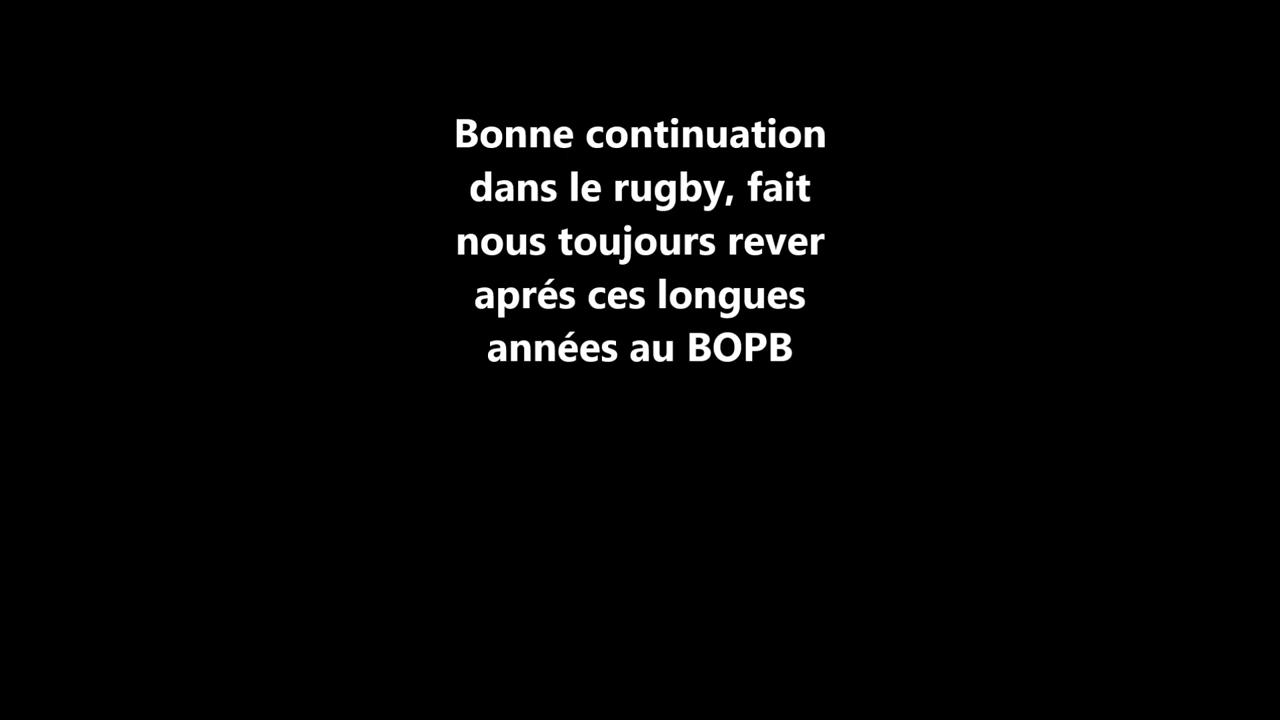 Bonne continuation
dans le rugby, fait
nous toujours rever
aprés ces longues
années au BOPB